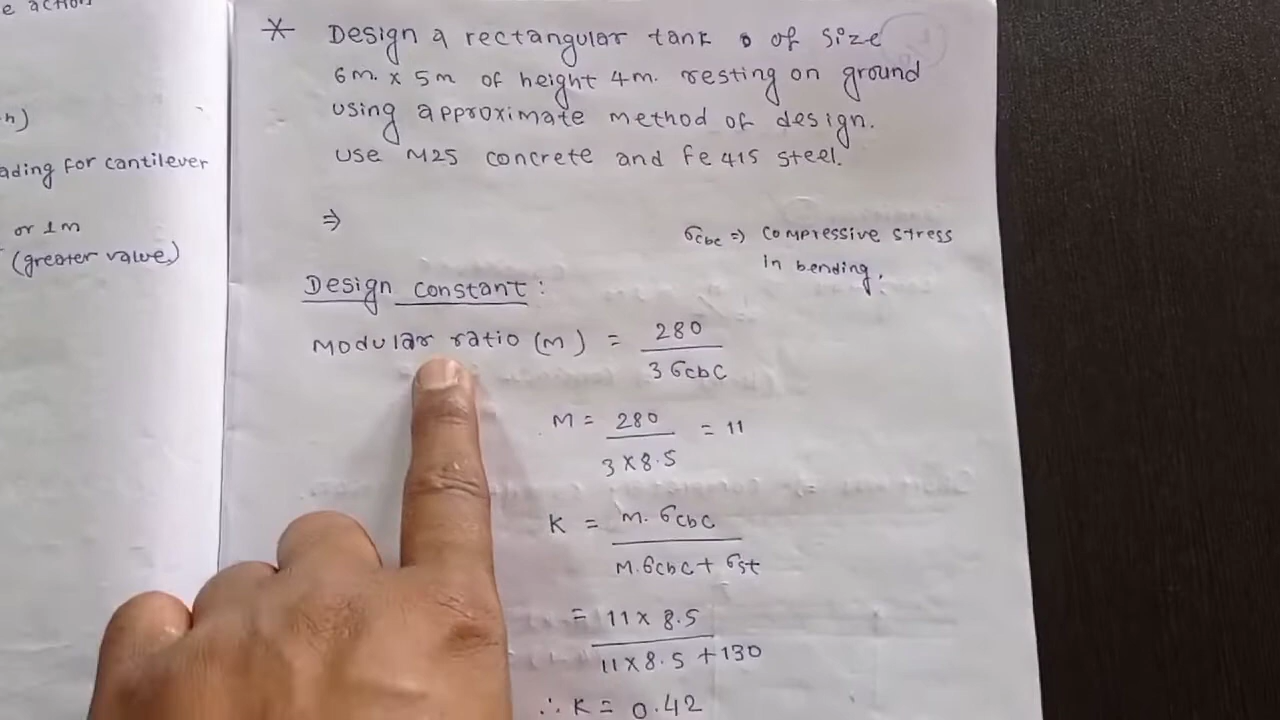 e action
n)
ading for cantilever
or 1m
(greater value)
* Design a rectangular tank of size
6m. x 5m of height 4m. resting on ground
using approximate method of design.
Use M25 concrete and Fe 415 steel.
⇒
σcbc ⇒ compressive stress
in bending.
Design constant :
Modular ratio (m) = 280 / 3 σcbc
M = 280 / 3 x 8.5 = 11
K = m. σcbc / m. σcbc + σst
= 11 x 8.5 / 11 x 8.5 + 130
∴ K = 0.42